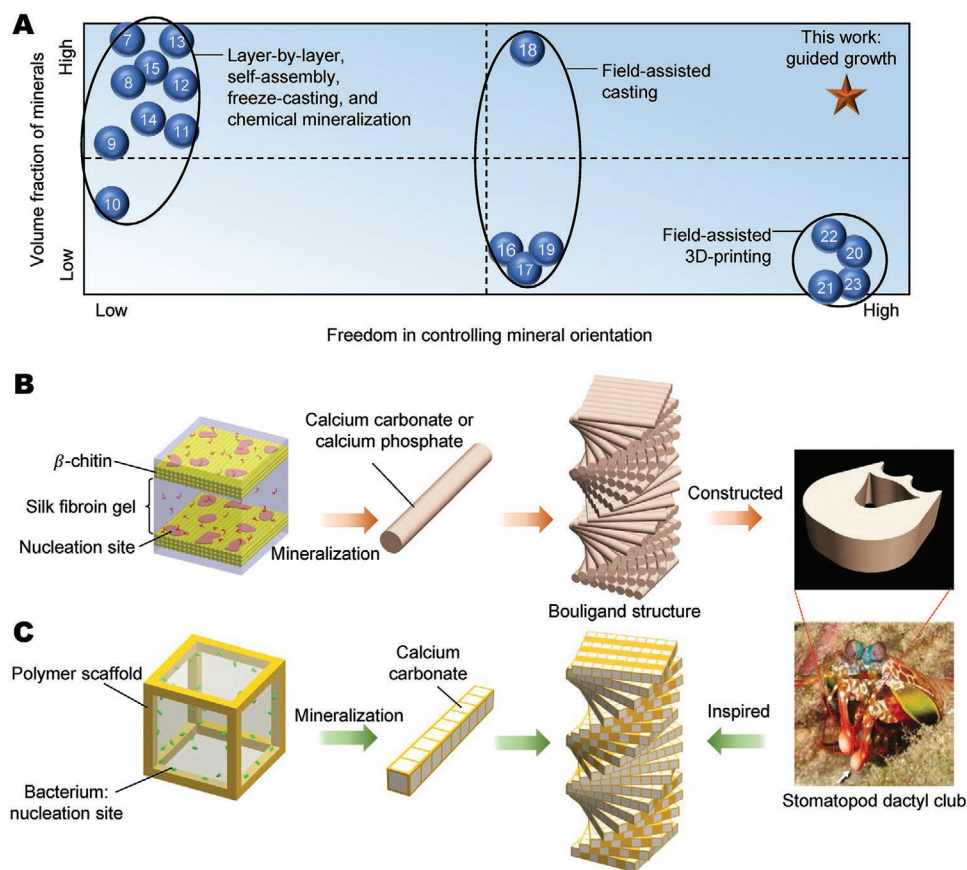 A
High
Volume fraction of minerals
Low
7
13
15
8
12
14
11
9
10
Layer-by-layer,
self-assembly,
freeze-casting, and
chemical mineralization
18
Field-assisted
casting
16
19
17
This work:
guided growth
Field-assisted
3D-printing
22
20
21
23
Low
High
Freedom in controlling mineral orientation
B
β-chitin
Silk fibroin gel
Nucleation site
Mineralization
Calcium carbonate or
calcium phosphate
Bouligand structure
Constructed
C
Polymer scaffold
Bacterium:
nucleation site
Mineralization
Calcium
carbonate
Inspired
Stomatopod dactyl club